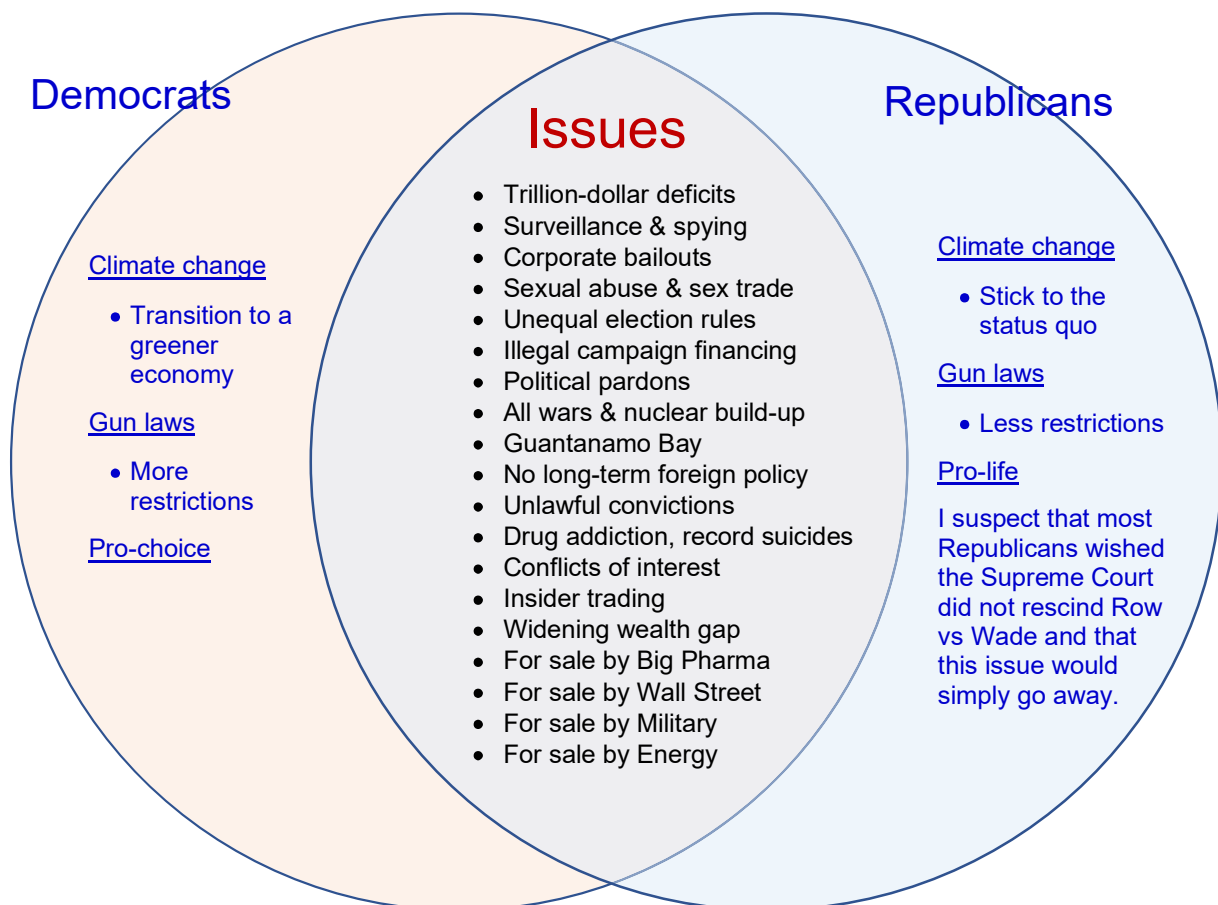 Democrats
Climate change
• Transition to a
greener
economy
Gun laws
• More
restrictions
Pro-choice
Issues
• Trillion-dollar deficits
• Surveillance & spying
• Corporate bailouts
• Sexual abuse & sex trade
• Unequal election rules
• Illegal campaign financing
• Political pardons
• All wars & nuclear build-up
• Guantanamo Bay
• No long-term foreign policy
• Unlawful convictions
• Drug addiction, record suicides
• Conflicts of interest
• Insider trading
• Widening wealth gap
• For sale by Big Pharma
• For sale by Wall Street
• For sale by Military
• For sale by Energy
Republicans
Climate change
• Stick to the
status quo
Gun laws
• Less restrictions
Pro-life
I suspect that most
Republicans wished
the Supreme Court
did not rescind Row
vs Wade and that
this issue would
simply go away.